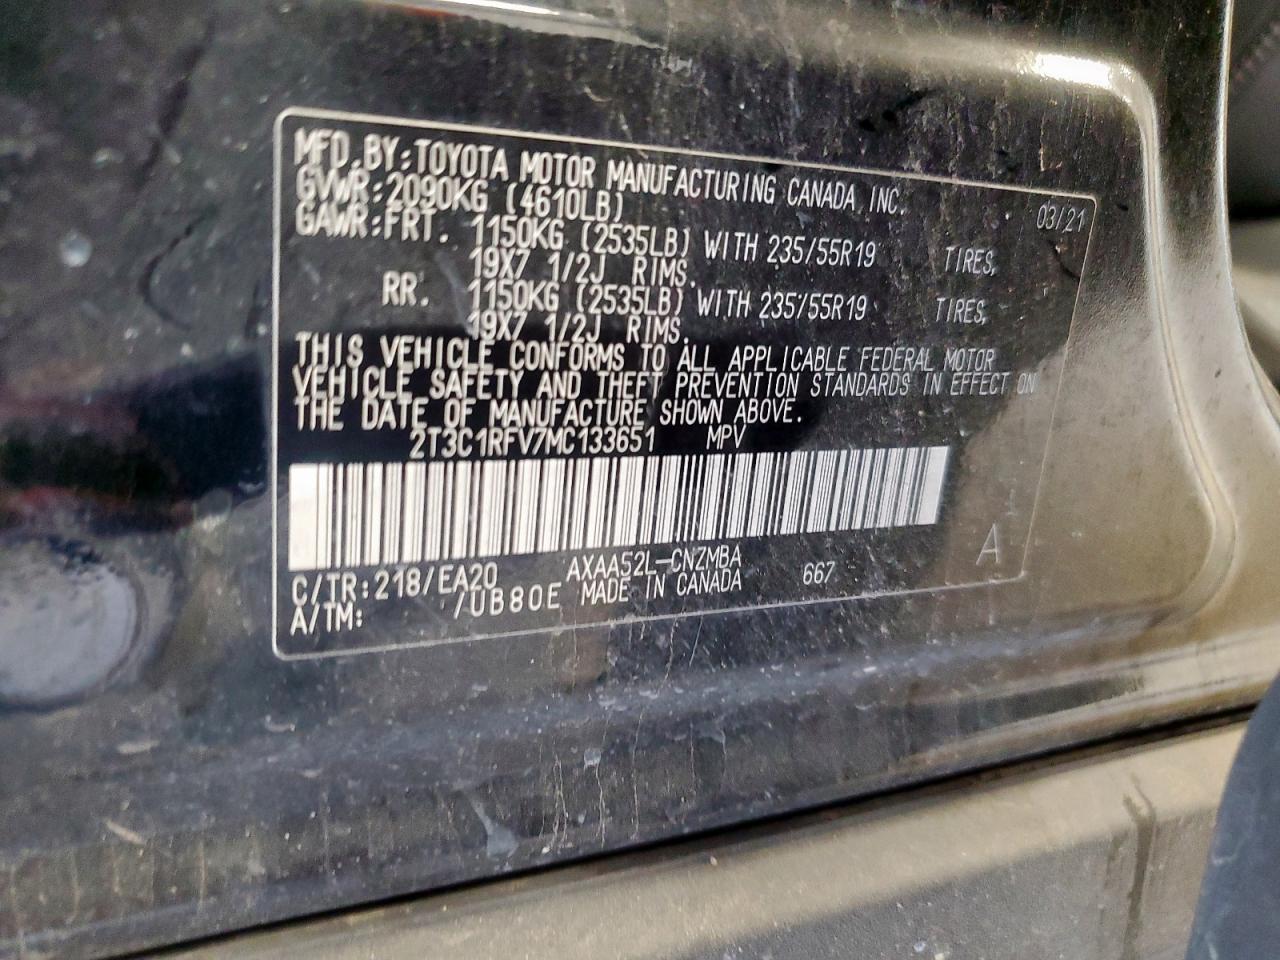 MFD.BY:TOYOTA MOTOR MANUFACTURING CANADA, INC.
GVWR:2090KG (4610LB) 03/21
GAWR:FRT. 1150KG (2535LB) WITH 235/55R19 TIRES,
19X7 1/2J RIMS.
RR. 1150KG (2535LB) WITH 235/55R19 TIRES,
19X7 1/2J RIMS.
THIS VEHICLE CONFORMS TO ALL APPLICABLE FEDERAL MOTOR
VEHICLE SAFETY AND THEFT PREVENTION STANDARDS IN EFFECT ON
THE DATE OF MANUFACTURE SHOWN ABOVE.
2T3C1RFV7MC133651 MPV
C/TR:218/EA20 AXAA52L-CNZMBA
A/TM: /UB80E MADE IN CANADA 667 A